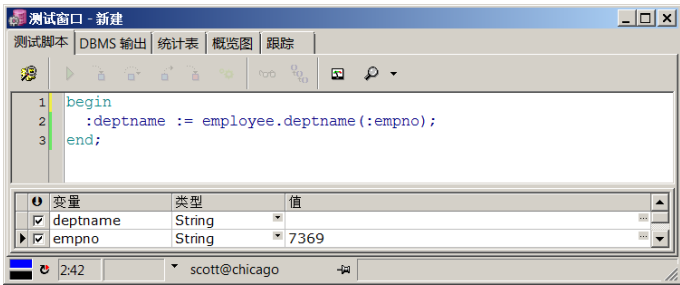 测试窗口 - 新建
测试脚本 DBMS 输出 统计表 概览图 跟踪
1 begin
2 :deptname := employee.deptname(:empno);
3 end;
变量 类型 值
deptname String
empno String 7369
2:42 scott@chicago